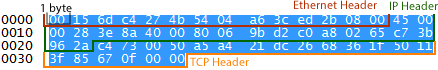 1 byte Ethernet Header IP Header
0000 00 15 6d c4 27 4b 54 04 a6 3c ed 2b 08 00 45 00
0010 00 28 3e 8a 40 00 80 06 9b d2 c0 a8 02 65 c7 3b
0020 96 2a c4 73 00 50 a5 a4 21 dc 26 68 36 1f 50 11
0030 3f 85 67 0f 00 00 TCP Header